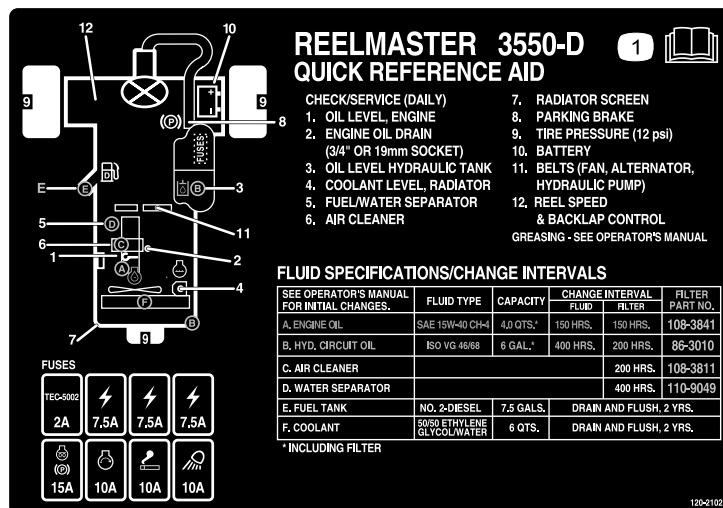 REELMASTER 3550-D
1
QUICK REFERENCE AID
CHECK/SERVICE (DAILY)
1. OIL LEVEL, ENGINE
2. ENGINE OIL DRAIN
(3/4" OR 19mm SOCKET)
3. OIL LEVEL HYDRAULIC TANK
4. COOLANT LEVEL, RADIATOR
5. FUEL/WATER SEPARATOR
6. AIR CLEANER
7. RADIATOR SCREEN
8. PARKING BRAKE
9. TIRE PRESSURE (12 psi)
10. BATTERY
11. BELTS (FAN, ALTERNATOR,
HYDRAULIC PUMP)
12. REEL SPEED
& BACKLAP CONTROL
GREASING - SEE OPERATOR'S MANUAL
12
10
9
9
(P)
8
FUSES
D
E
E
B
3
5
D
11
6
C
1
2
A
4
F
7
9
B
FLUID SPECIFICATIONS/CHANGE INTERVALS
SEE OPERATOR'S MANUAL FOR INITIAL CHANGES. FLUID TYPE CAPACITY CHANGE INTERVAL FLUID FILTER FILTER PART NO.
A. ENGINE OIL SAE 15W-40 CH-4 4.0 QTS.* 150 HRS. 150 HRS. 108-3841
B. HYD. CIRCUIT OIL ISO VG 46/68 6 GAL.* 400 HRS. 200 HRS. 86-3010
C. AIR CLEANER 200 HRS. 108-3811
D. WATER SEPARATOR 400 HRS. 110-9049
E. FUEL TANK NO. 2-DIESEL 7.5 GALS. DRAIN AND FLUSH, 2 YRS.
F. COOLANT 50/50 ETHYLENE GLYCOL/WATER 6 QTS. DRAIN AND FLUSH, 2 YRS.
* INCLUDING FILTER
FUSES
TEC-5002
2A 7.5A 7.5A 7.5A
(P)
15A 10A 10A 10A
120-2102